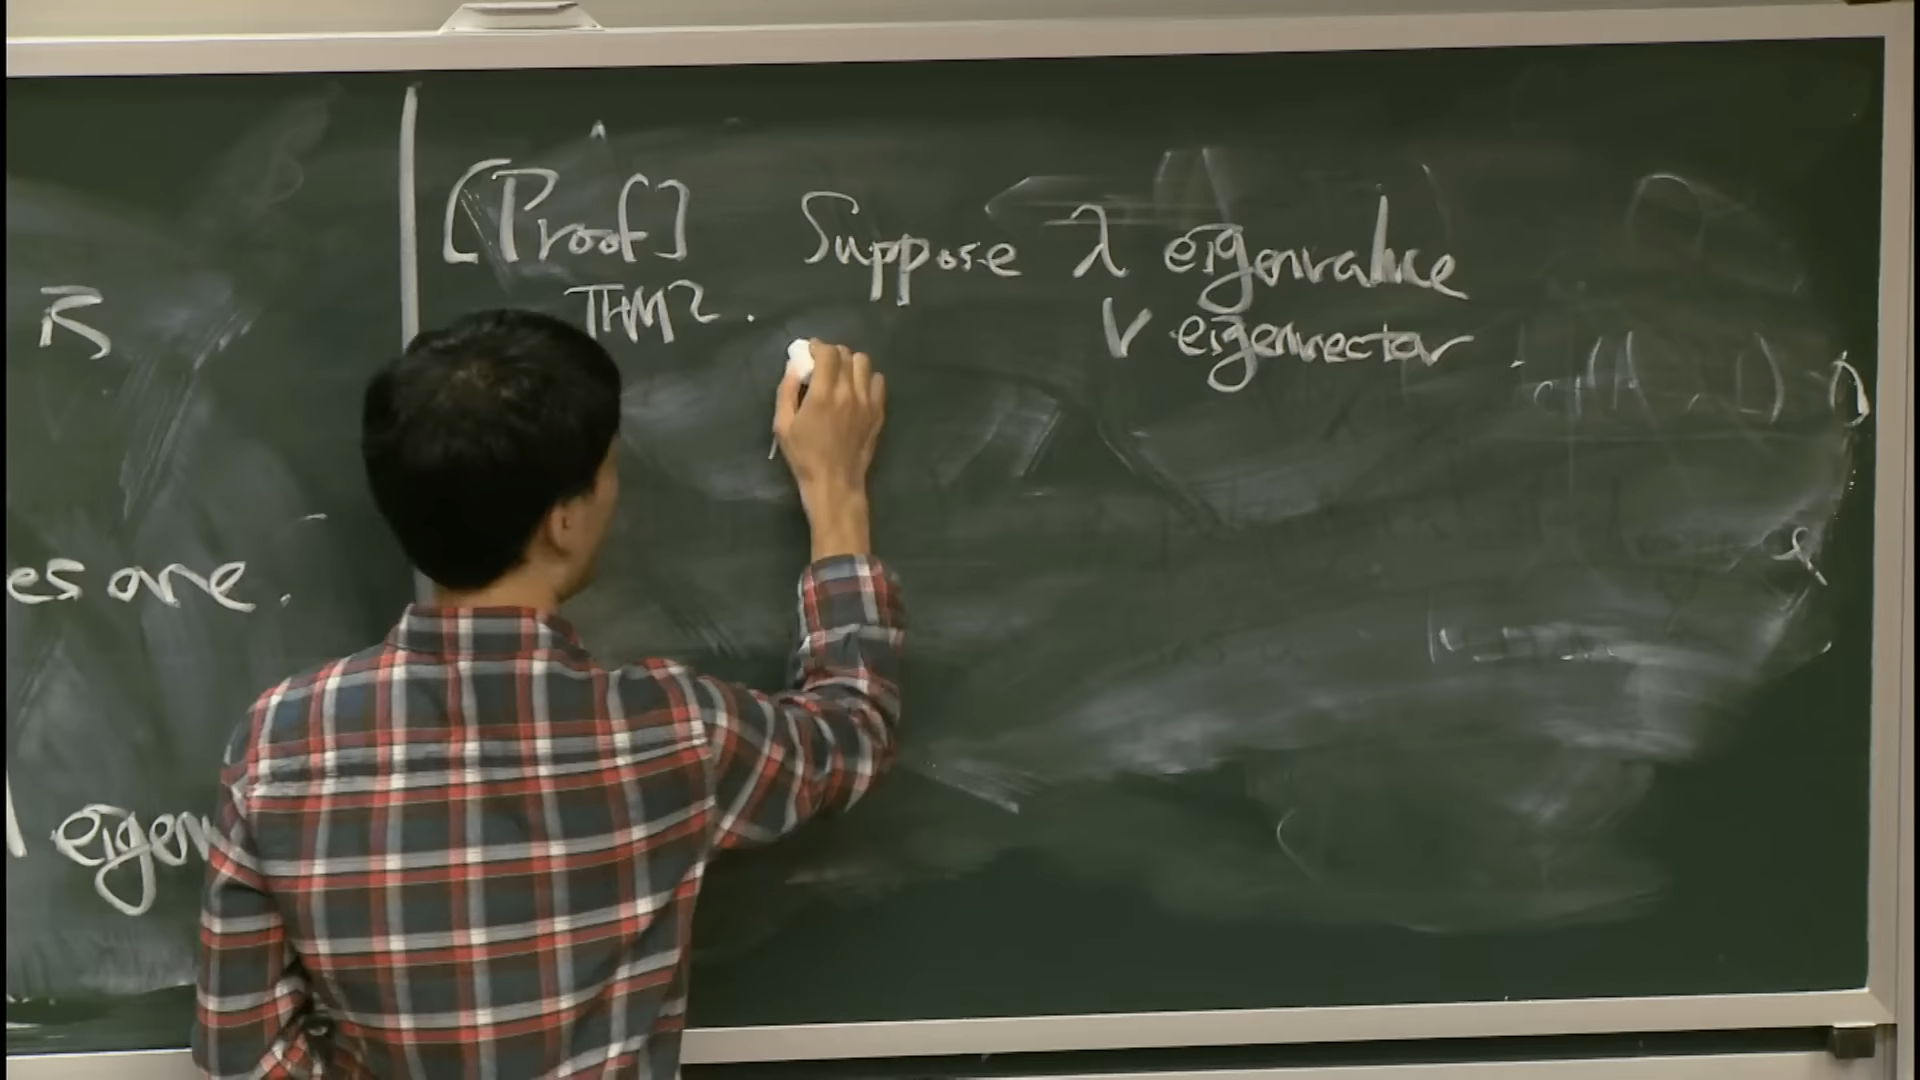 es are.
eigen
[Proof] Suppose λ eigenvalue
THM2. v eigenvector